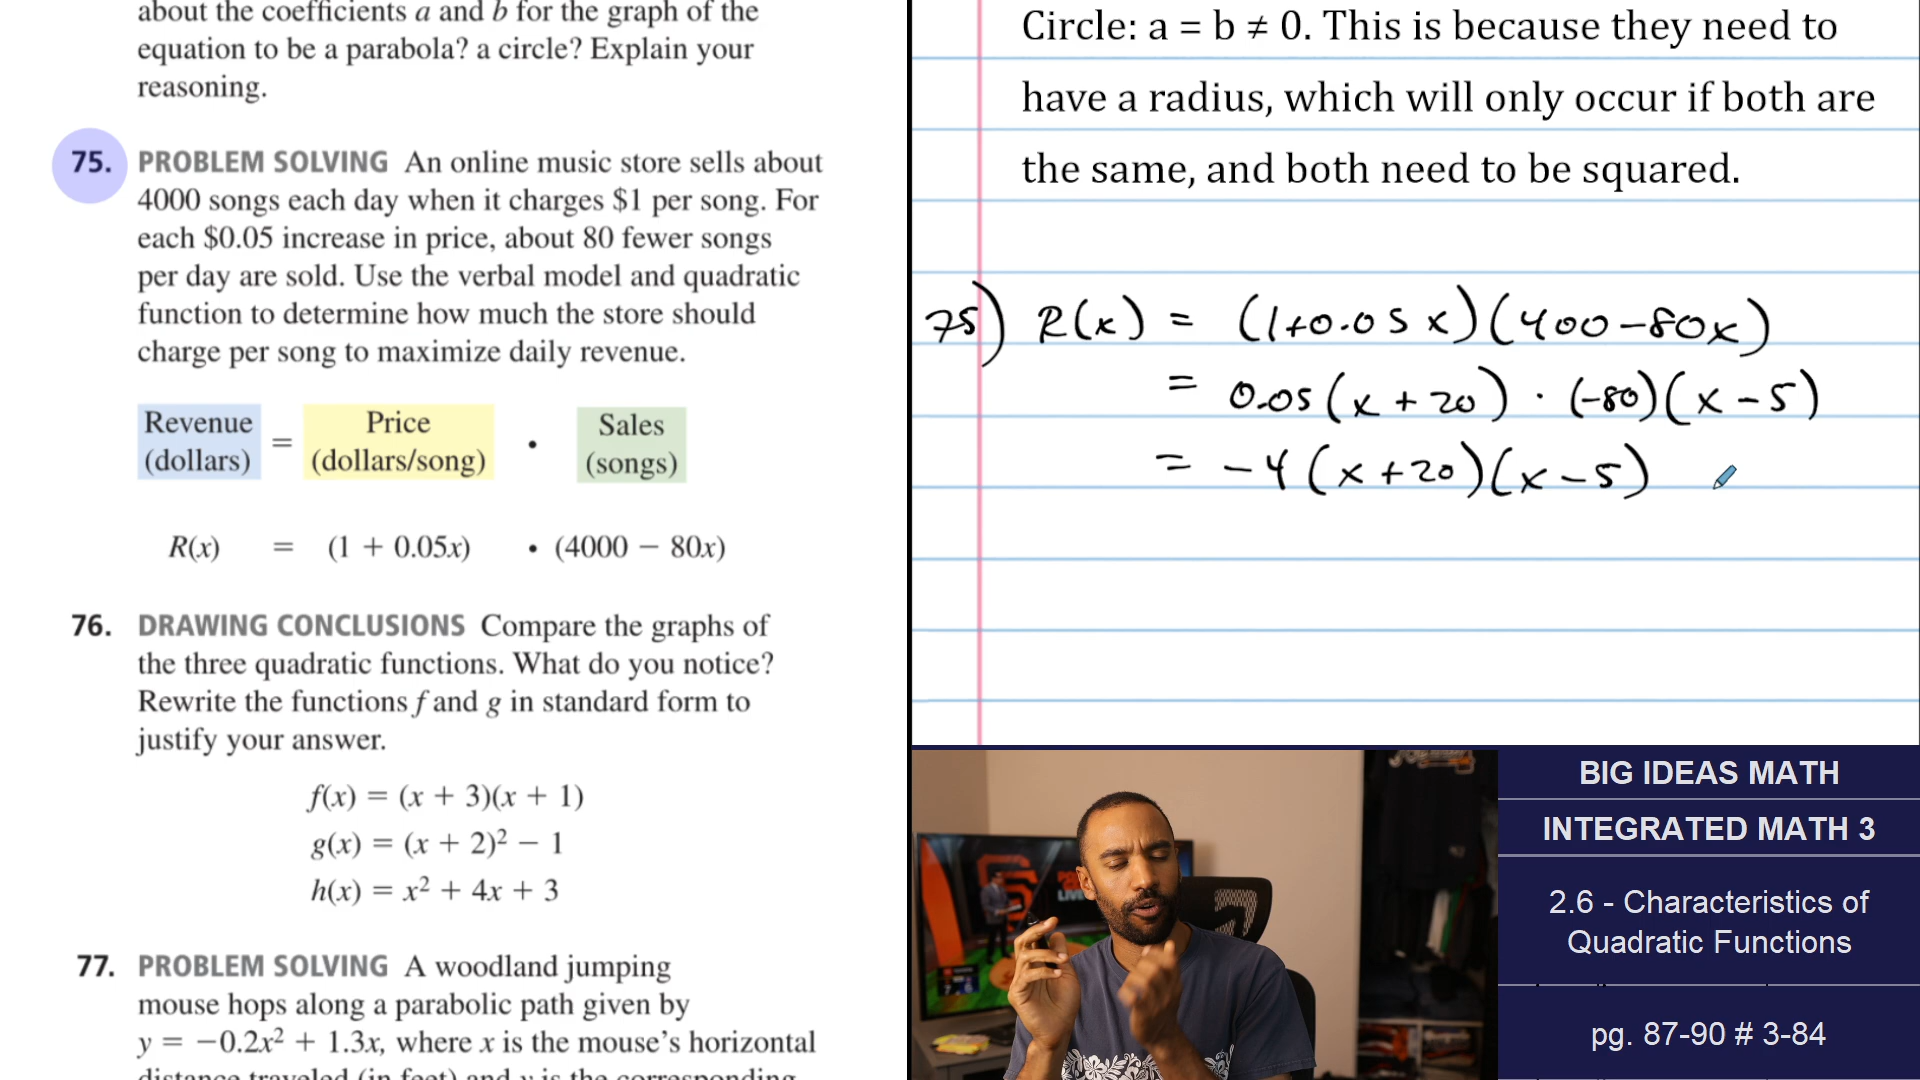 about the coefficients a and b for the graph of the
equation to be a parabola? a circle? Explain your
reasoning.
75. PROBLEM SOLVING An online music store sells about
4000 songs each day when it charges $1 per song. For
each $0.05 increase in price, about 80 fewer songs
per day are sold. Use the verbal model and quadratic
function to determine how much the store should
charge per song to maximize daily revenue.
Revenue
(dollars)
=
Price
(dollars/song)
•
Sales
(songs)
R(x) = (1 + 0.05x) • (4000 − 80x)
76. DRAWING CONCLUSIONS Compare the graphs of
the three quadratic functions. What do you notice?
Rewrite the functions f and g in standard form to
justify your answer.
f(x) = (x + 3)(x + 1)
g(x) = (x + 2)² − 1
h(x) = x² + 4x + 3
77. PROBLEM SOLVING A woodland jumping
mouse hops along a parabolic path given by
y = −0.2x² + 1.3x, where x is the mouse's horizontal
distance traveled (in feet) and y is the corresponding
Circle: a = b ≠ 0. This is because they need to
have a radius, which will only occur if both are
the same, and both need to be squared.
75) R(x) = (1+0.05x)(400-80x)
= 0.05(x+20) · (-80)(x-5)
= -4(x+20)(x-5)
BIG IDEAS MATH
INTEGRATED MATH 3
2.6 - Characteristics of
Quadratic Functions
pg. 87-90 # 3-84